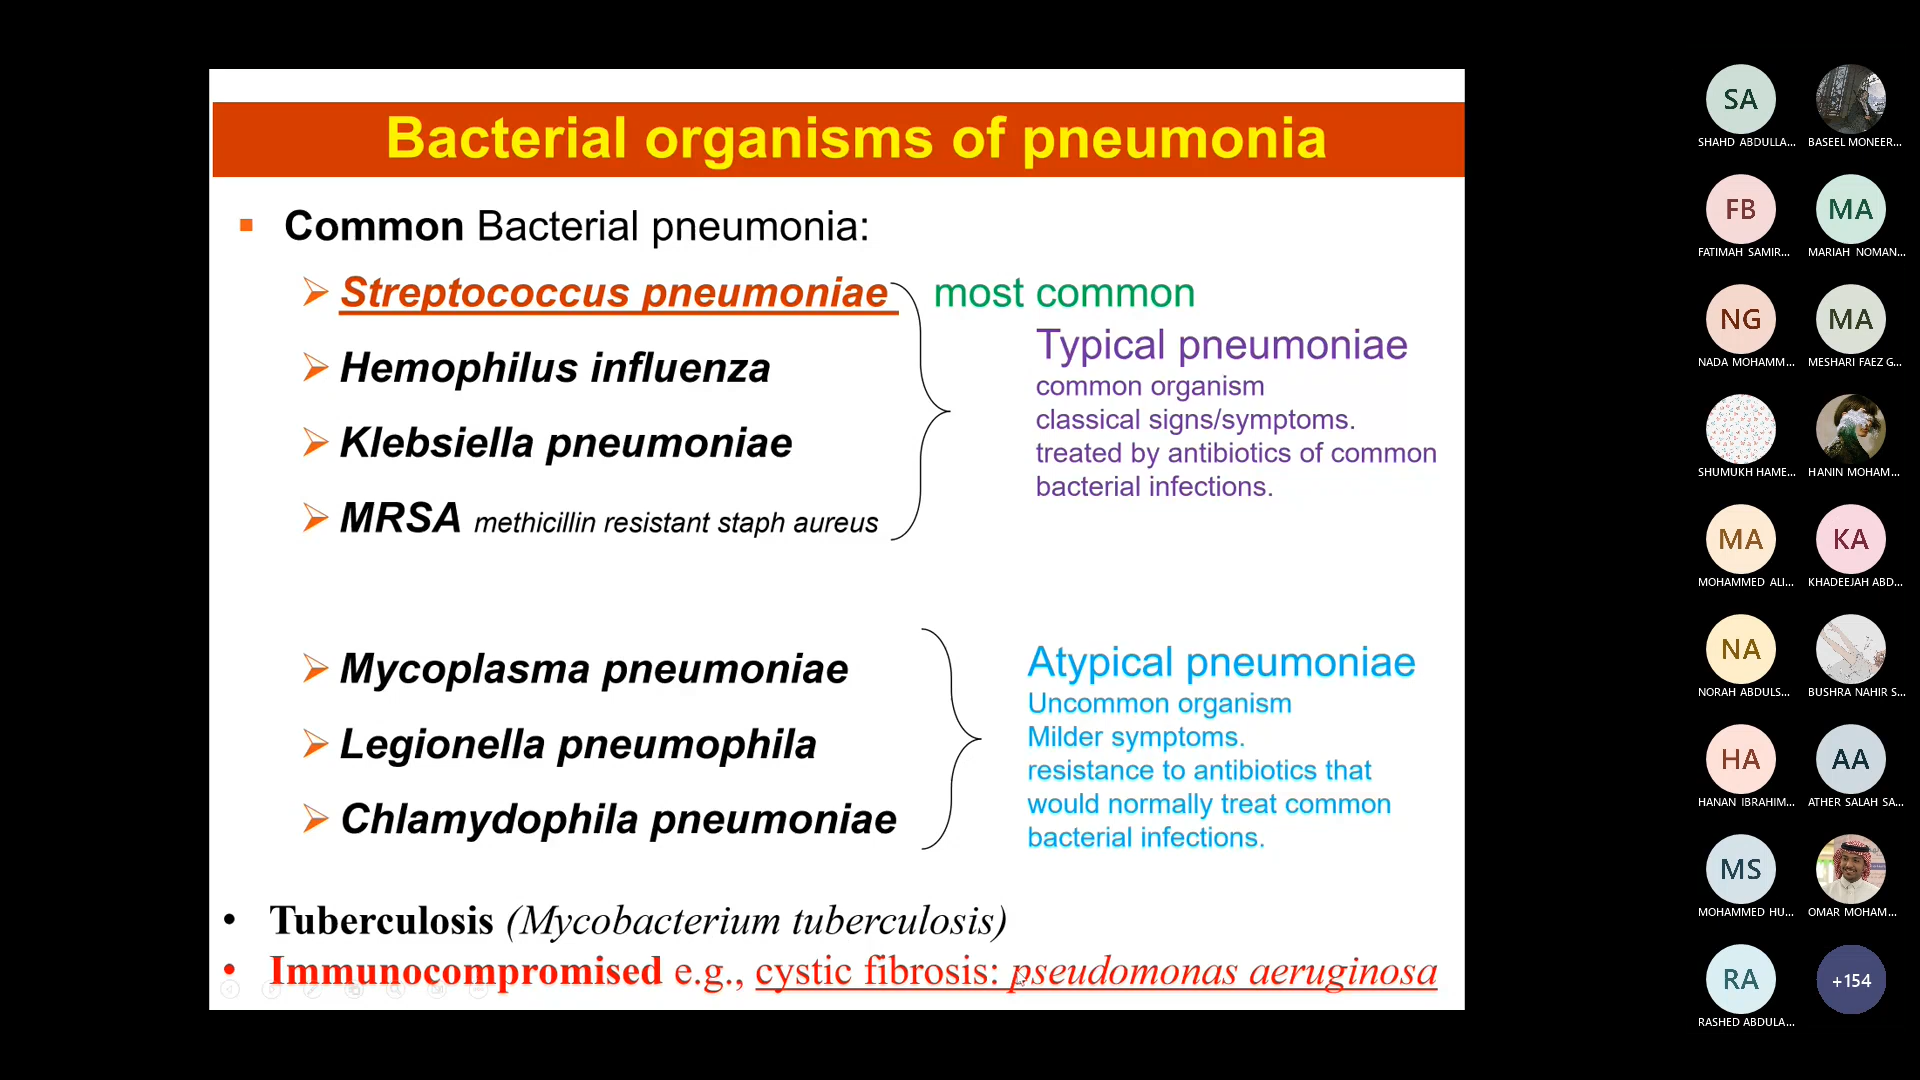 Bacterial organisms of pneumonia
Common Bacterial pneumonia:
Streptococcus pneumoniae
most common
Hemophilus influenza
Klebsiella pneumoniae
MRSA methicillin resistant staph aureus
Typical pneumoniae
common organism
classical signs/symptoms.
treated by antibiotics of common
bacterial infections.
Mycoplasma pneumoniae
Legionella pneumophila
Chlamydophila pneumoniae
Atypical pneumoniae
Uncommon organism
Milder symptoms.
resistance to antibiotics that
would normally treat common
bacterial infections.
Tuberculosis (Mycobacterium tuberculosis)
Immunocompromised e.g., cystic fibrosis: pseudomonas aeruginosa
SA
SHAHD ABDULLA...
BASEEL MONEER...
FB
MA
FATIMAH SAMIR...
MARIAH NOMAN...
NG
MA
NADA MOHAMM...
MESHARI FAEZ G...
SHUMUKH HAME...
HANIN MOHAM...
MA
KA
MOHAMMED ALI...
KHADEEJAH ABD...
NA
NORAH ABDULS...
BUSHRA NAHIR S...
HA
AA
HANAN IBRAHIM...
ATHER SALAH SA...
MS
MOHAMMED HU...
OMAR MOHAM...
RA
+154
RASHED ABDULA...